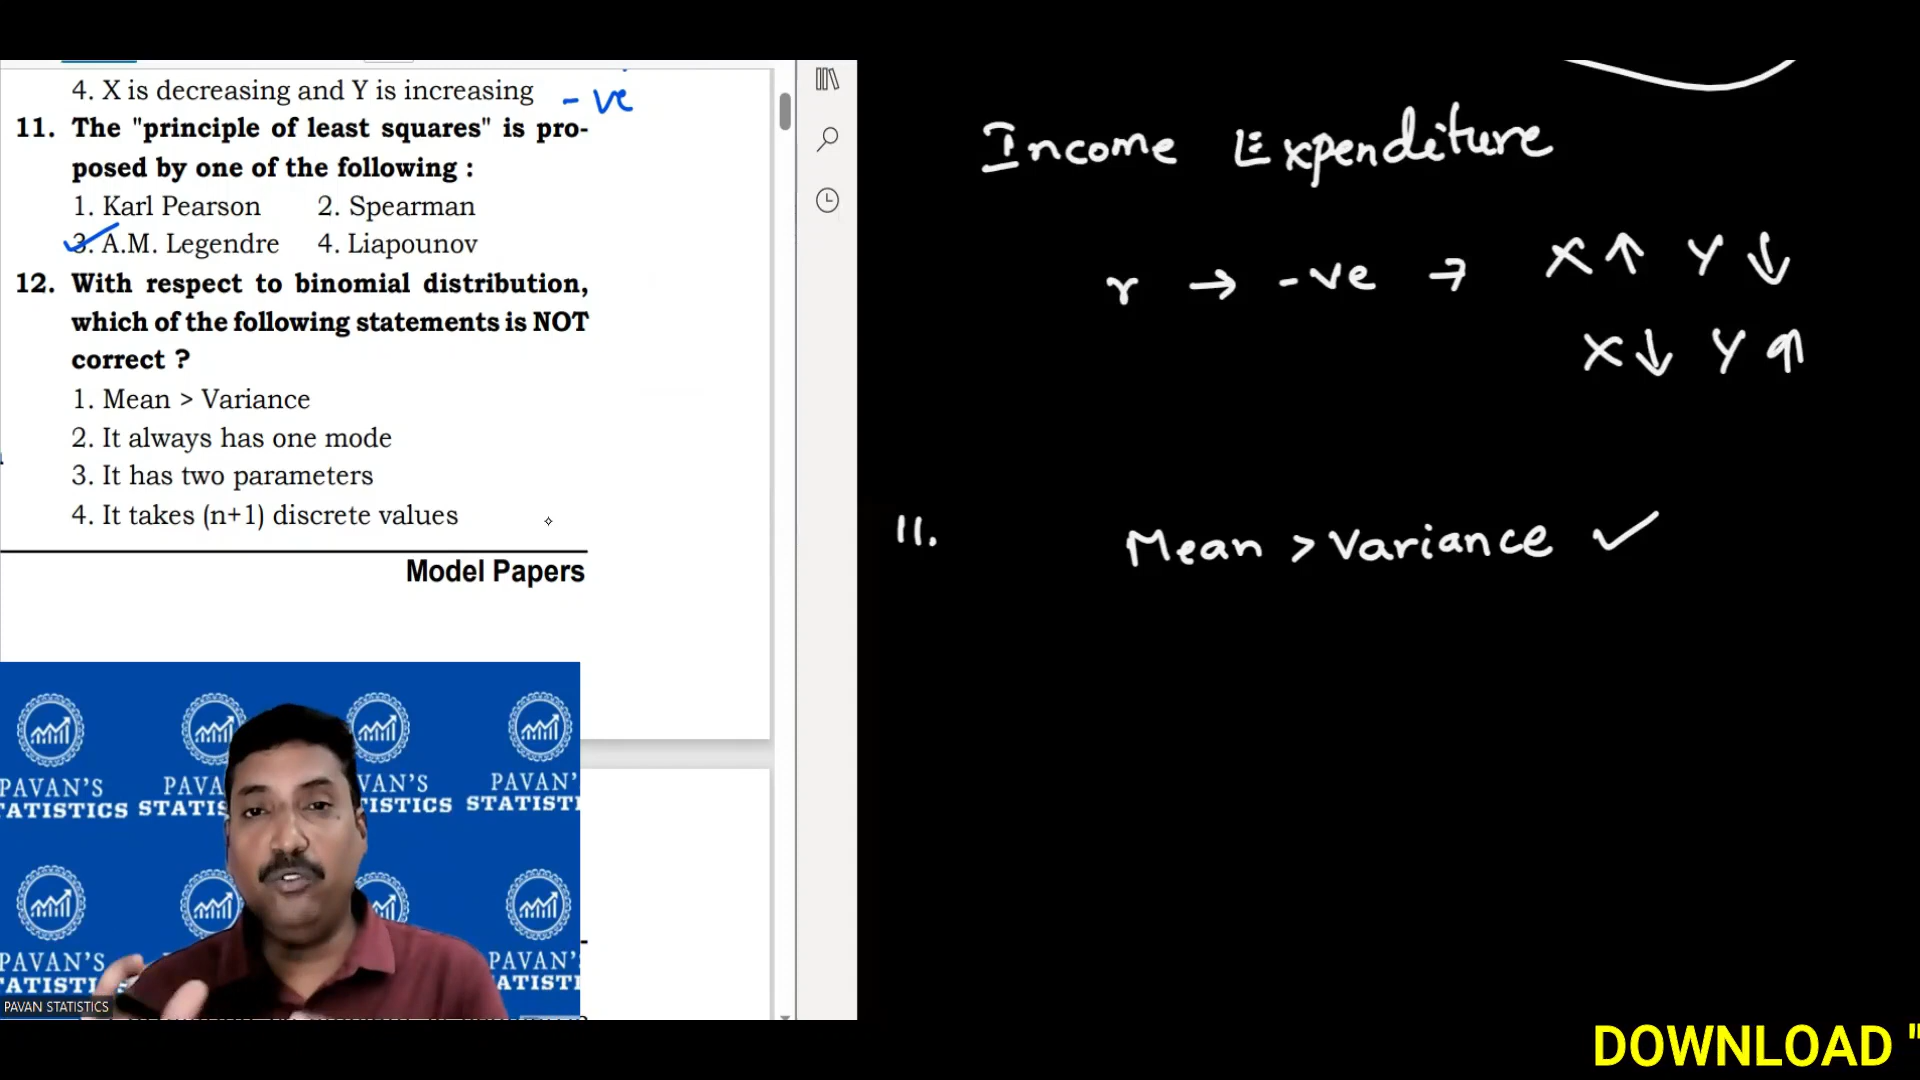 4. X is decreasing and Y is increasing
- ve
11. The "principle of least squares" is pro-
posed by one of the following :
1. Karl Pearson 2. Spearman
3. A.M. Legendre 4. Liapounov
12. With respect to binomial distribution,
which of the following statements is NOT
correct ?
1. Mean > Variance
2. It always has one mode
3. It has two parameters
4. It takes (n+1) discrete values
Model Papers
Income Expenditure
r → -ve → X ↑ Y ↓
X ↓ Y ↑
11. Mean > Variance ✓
PAVAN'S
STATISTICS
PAVAN STATISTICS
DOWNLOAD "